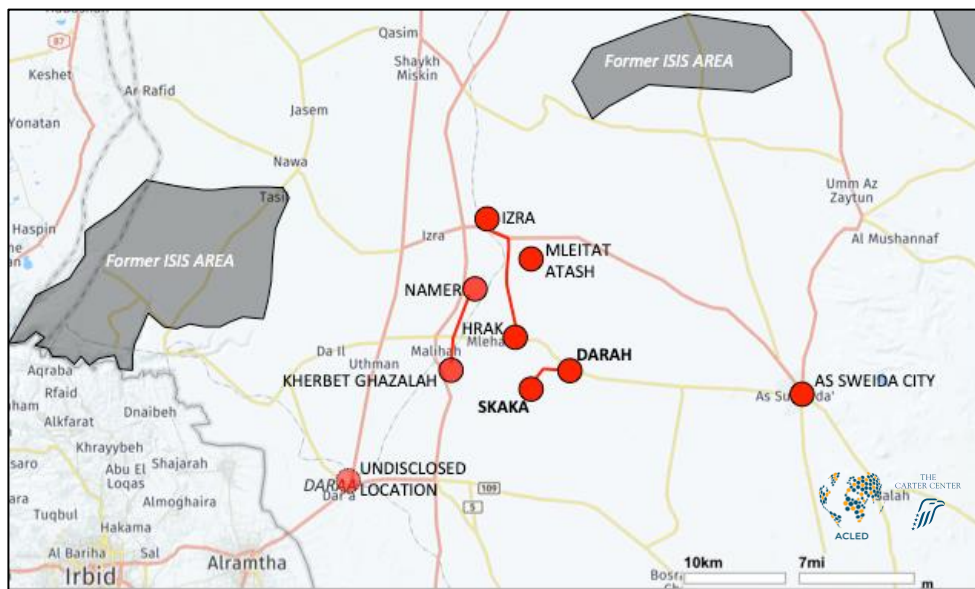 Qasim
87
Former ISIS AREA
Keshet
Shaykh
Miskin
Ar Rafid
Yonatan
Jasem
Nawa
Umm Az
Zaytun
Tasil
Haspin
Al Mushannaf
IZRA
Izra
MLEITAT
ATASH
Former ISIS AREA
NAMER
HRAK
Mleha
Da Il
Malihah
DARAH
Uthman
Aqraba
KHERBET GHAZALAH
Rfaid
SKAKA
AS SWEIDA CITY
Dnaibeh
Alkfarat
Khrayybeh
UNDISCLOSED
LOCATION
DARAA
Dar'a
Abu El
Loqas
Shajarah
109
5
Almoghaira
Tuqbul
Hakama
THE
CARTER CENTER
ACLED
Salah
Al Bariha
Sal
Irbid
Alramtha
10km
7mi
m